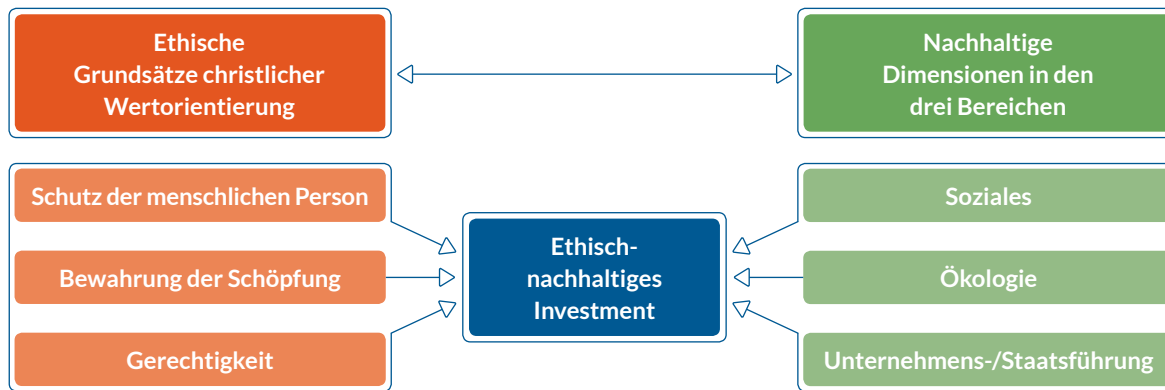 Ethische
Grundsätze christlicher
Wertorientierung
Nachhaltige
Dimensionen in den
drei Bereichen
Schutz der menschlichen Person
Bewahrung der Schöpfung
Gerechtigkeit
Ethisch-
nachhaltiges
Investment
Soziales
Ökologie
Unternehmens-/Staatsführung